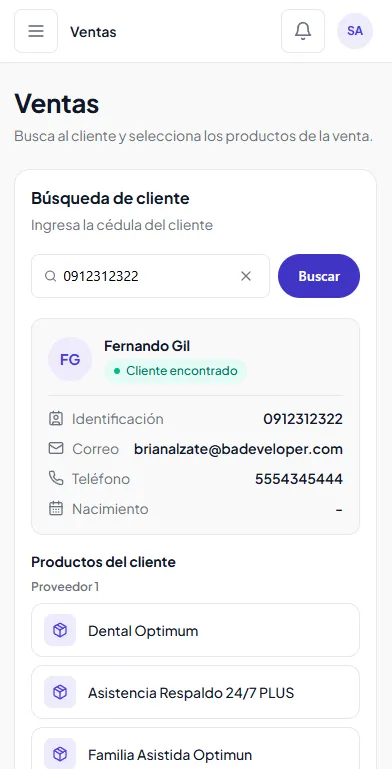 Ventas
SA
Ventas
Busca al cliente y selecciona los productos de la venta.
Búsqueda de cliente
Ingresa la cédula del cliente
0912312322
Buscar
FG
Fernando Gil
Cliente encontrado
Identificación 0912312322
Correo brianalzate@badeveloper.com
Teléfono 5554345444
Nacimiento -
Productos del cliente
Proveedor 1
Dental Optimum
Asistencia Respaldo 24/7 PLUS
Familia Asistida Optimun